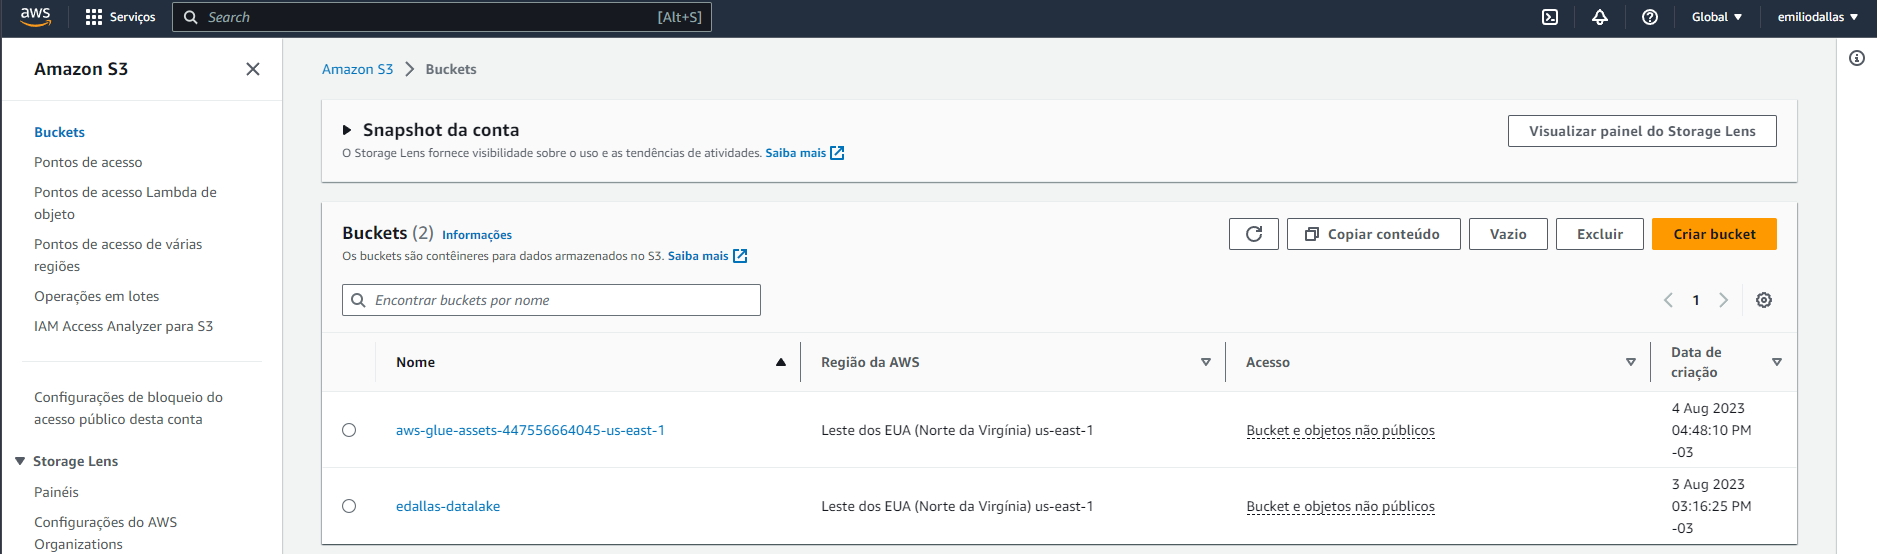 aws
Serviços
Search
[Alt+S]
Global
emiliodallas
Amazon S3
Buckets
Pontos de acesso
Pontos de acesso Lambda de
objeto
Pontos de acesso de várias
regiões
Operações em lotes
IAM Access Analyzer para S3
Configurações de bloqueio do
acesso público desta conta
Storage Lens
Painéis
Configurações do AWS
Organizations
Amazon S3 > Buckets
Snapshot da conta
O Storage Lens fornece visibilidade sobre o uso e as tendências de atividades. Saiba mais
Visualizar painel do Storage Lens
Buckets (2) Informações
Os buckets são contêineres para dados armazenados no S3. Saiba mais
Copiar conteúdo
Vazio
Excluir
Criar bucket
Encontrar buckets por nome
1
Nome
Região da AWS
Acesso
Data de
criação
aws-glue-assets-447556664045-us-east-1
Leste dos EUA (Norte da Virgínia) us-east-1
Bucket e objetos não públicos
4 Aug 2023
04:48:10 PM
-03
edallas-datalake
Leste dos EUA (Norte da Virgínia) us-east-1
Bucket e objetos não públicos
3 Aug 2023
03:16:25 PM
-03